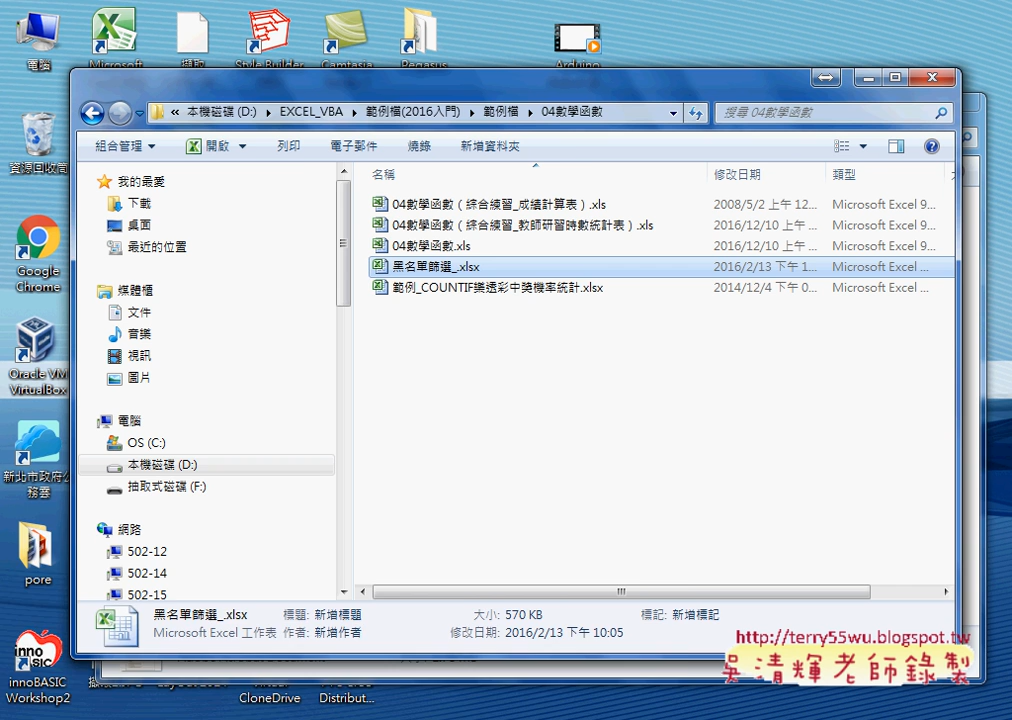 電腦
Microsoft
擷取
Style Builder
Camtasia
Pegasus
Arduino
資源回收筒
Google
Chrome
Oracle VM
VirtualBox
新北市政府公
務雲
pore
innoBASIC
Workshop2
« 本機磁碟 (D:) EXCEL_VBA 範例檔(2016入門) 範例檔 04數學函數
搜尋 04數學函數
組合管理 開啟 列印 電子郵件 燒錄 新增資料夾
我的最愛
下載
桌面
最近的位置
媒體櫃
文件
音樂
視訊
圖片
電腦
OS (C:)
本機磁碟 (D:)
抽取式磁碟 (F:)
網路
502-12
502-14
502-15
名稱 修改日期 類型
04數學函數（綜合練習_成績計算表）.xls 2008/5/2 上午 12... Microsoft Excel 9...
04數學函數（綜合練習_教師研習時數統計表）.xls 2016/12/10 上午 ... Microsoft Excel 9...
04數學函數.xls 2016/12/10 上午 ... Microsoft Excel 9...
黑名單篩選_.xlsx 2016/2/13 下午 1... Microsoft Excel ...
範例_COUNTIF樂透彩中獎機率統計.xlsx 2014/12/4 下午 0... Microsoft Excel ...
黑名單篩選_.xlsx 標題: 新增標題 大小: 570 KB 標記: 新增標記
Microsoft Excel 工作表 作者: 新增作者 修改日期: 2016/2/13 下午 10:05
http://terry55wu.blogspot.tw
吳清輝老師錄製
CloneDrive
Distribut...